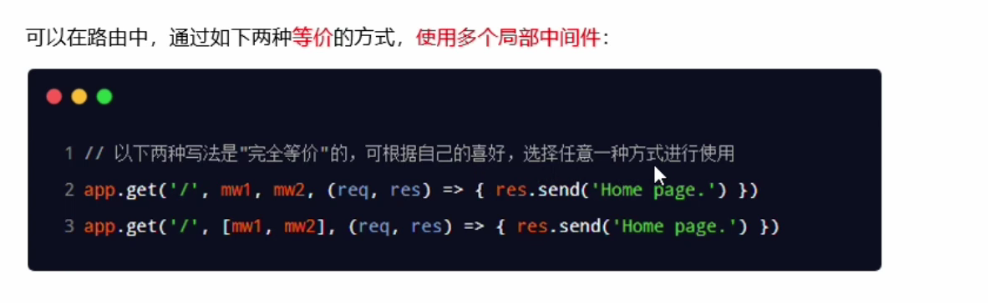 可以在路由中，通过如下两种等价的方式，使用多个局部中间件：
1 // 以下两种写法是"完全等价"的，可根据自己的喜好，选择任意一种方式进行使用
2 app.get('/', mw1, mw2, (req, res) => { res.send('Home page.') })
3 app.get('/', [mw1, mw2], (req, res) => { res.send('Home page.') })